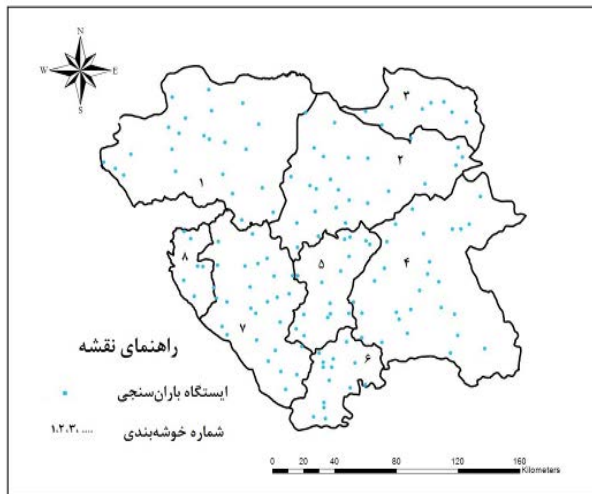 N
W E
S
۳
۲
۱
۴
۵
۸
۷
۶
راهنمای نقشه
ایستگاه باران‌سنجی
شماره خوشه‌بندی ۱،۲،۳، ....
0 20 40 80 120 160
Kilometers